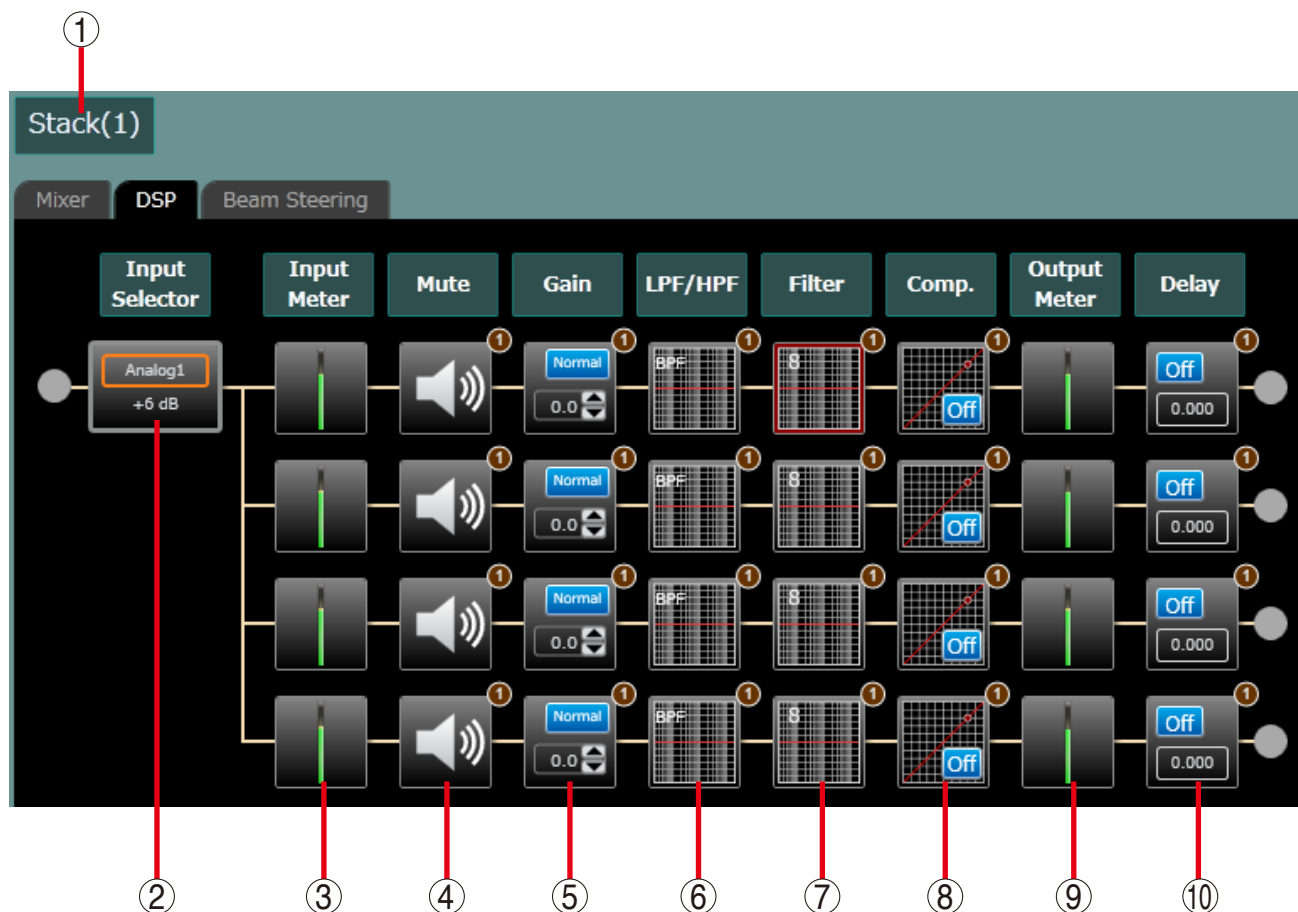 ①
Stack(1)
Mixer DSP Beam Steering
Input Selector Input Meter Mute Gain LPF/HPF Filter Comp. Output Meter Delay
Analog1
+6 dB
1 Normal 1 0.0 BPF 1 8 1 Off 1 Off 1 0.000
1 Normal 1 0.0 BPF 1 8 1 Off 1 Off 1 0.000
1 Normal 1 0.0 BPF 1 8 1 Off 1 Off 1 0.000
1 Normal 1 0.0 BPF 1 8 1 Off 1 Off 1 0.000
② ③ ④ ⑤ ⑥ ⑦ ⑧ ⑨ ⑩